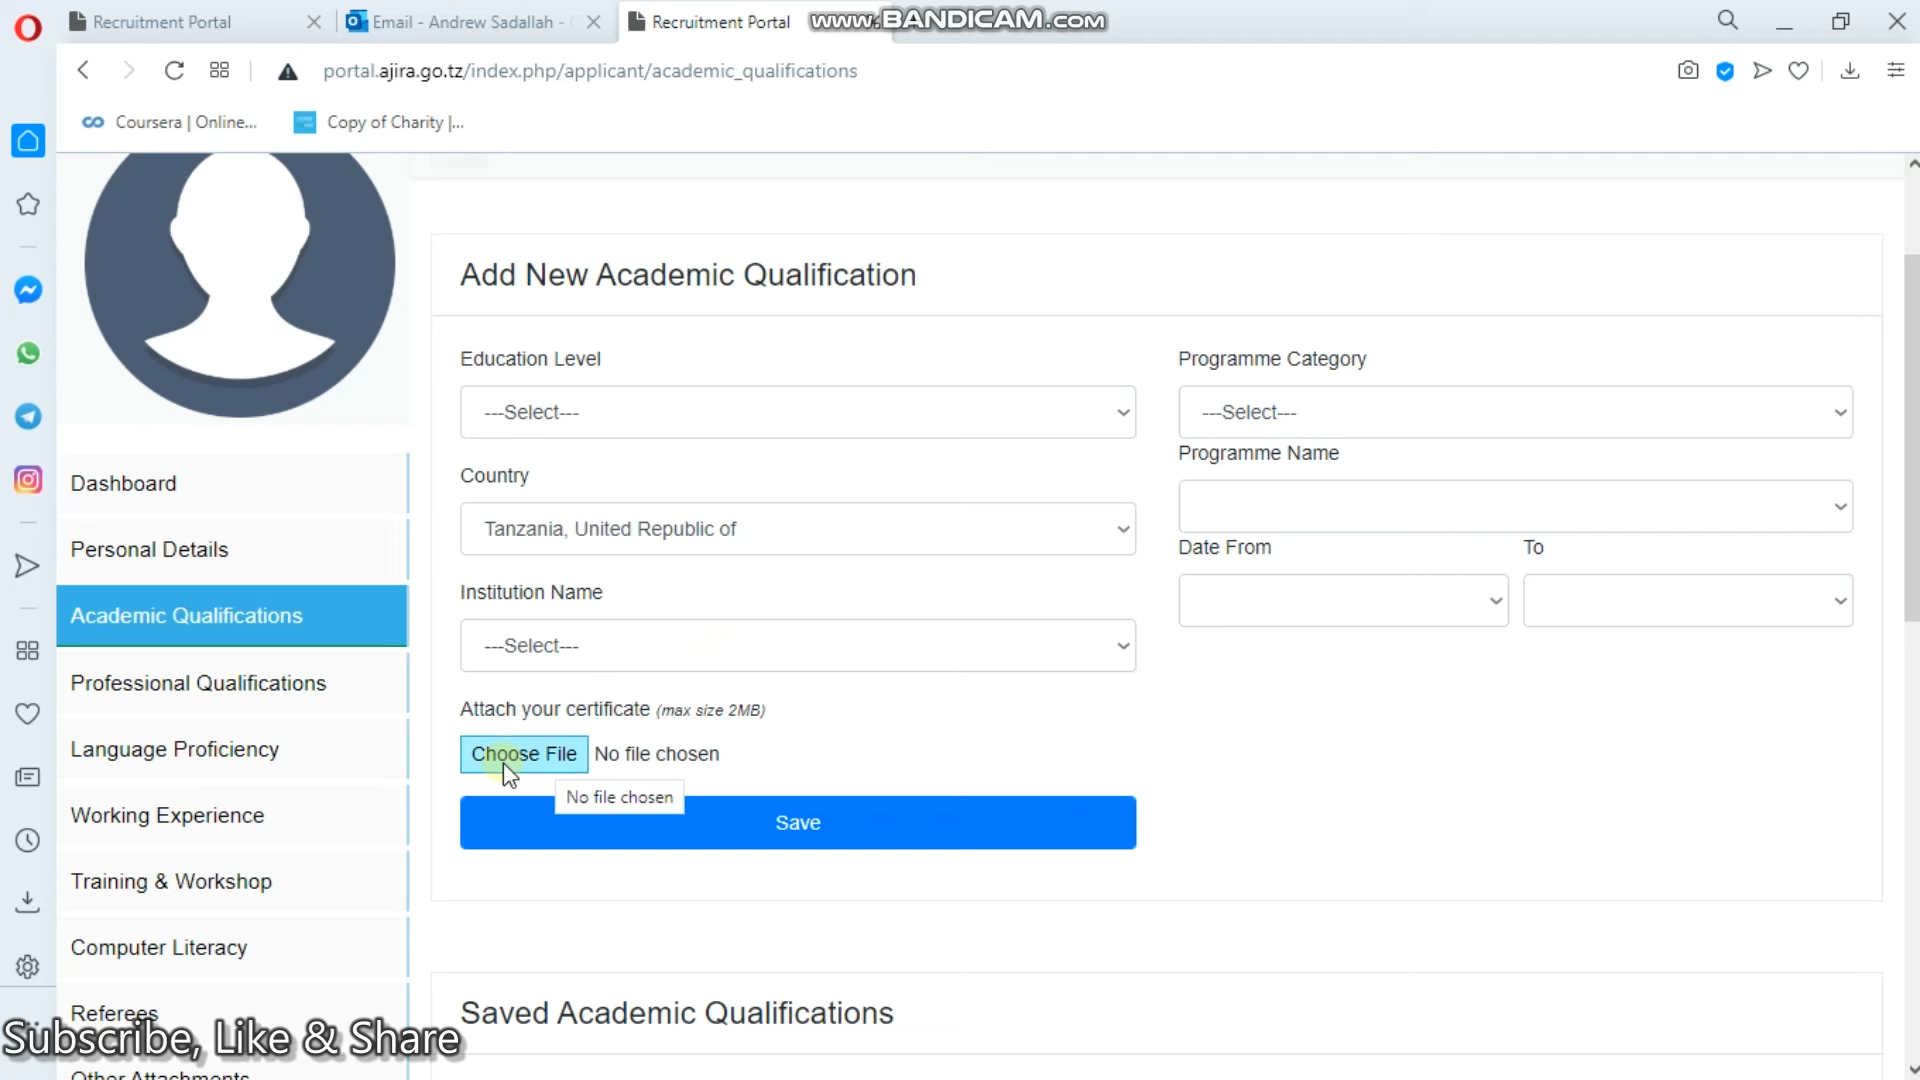 Recruitment Portal
Email - Andrew Sadallah -
Recruitment Portal
www.BANDICAM.com
portal.ajira.go.tz/index.php/applicant/academic_qualifications
Coursera | Online...
Copy of Charity |...
Add New Academic Qualification
Education Level
Programme Category
---Select---
---Select---
Programme Name
Country
Tanzania, United Republic of
Date From
To
Institution Name
---Select---
Attach your certificate (max size 2MB)
Choose File No file chosen
No file chosen
Save
Dashboard
Personal Details
Academic Qualifications
Professional Qualifications
Language Proficiency
Working Experience
Training & Workshop
Computer Literacy
Referees
Other Attachments
Saved Academic Qualifications
Subscribe, Like & Share